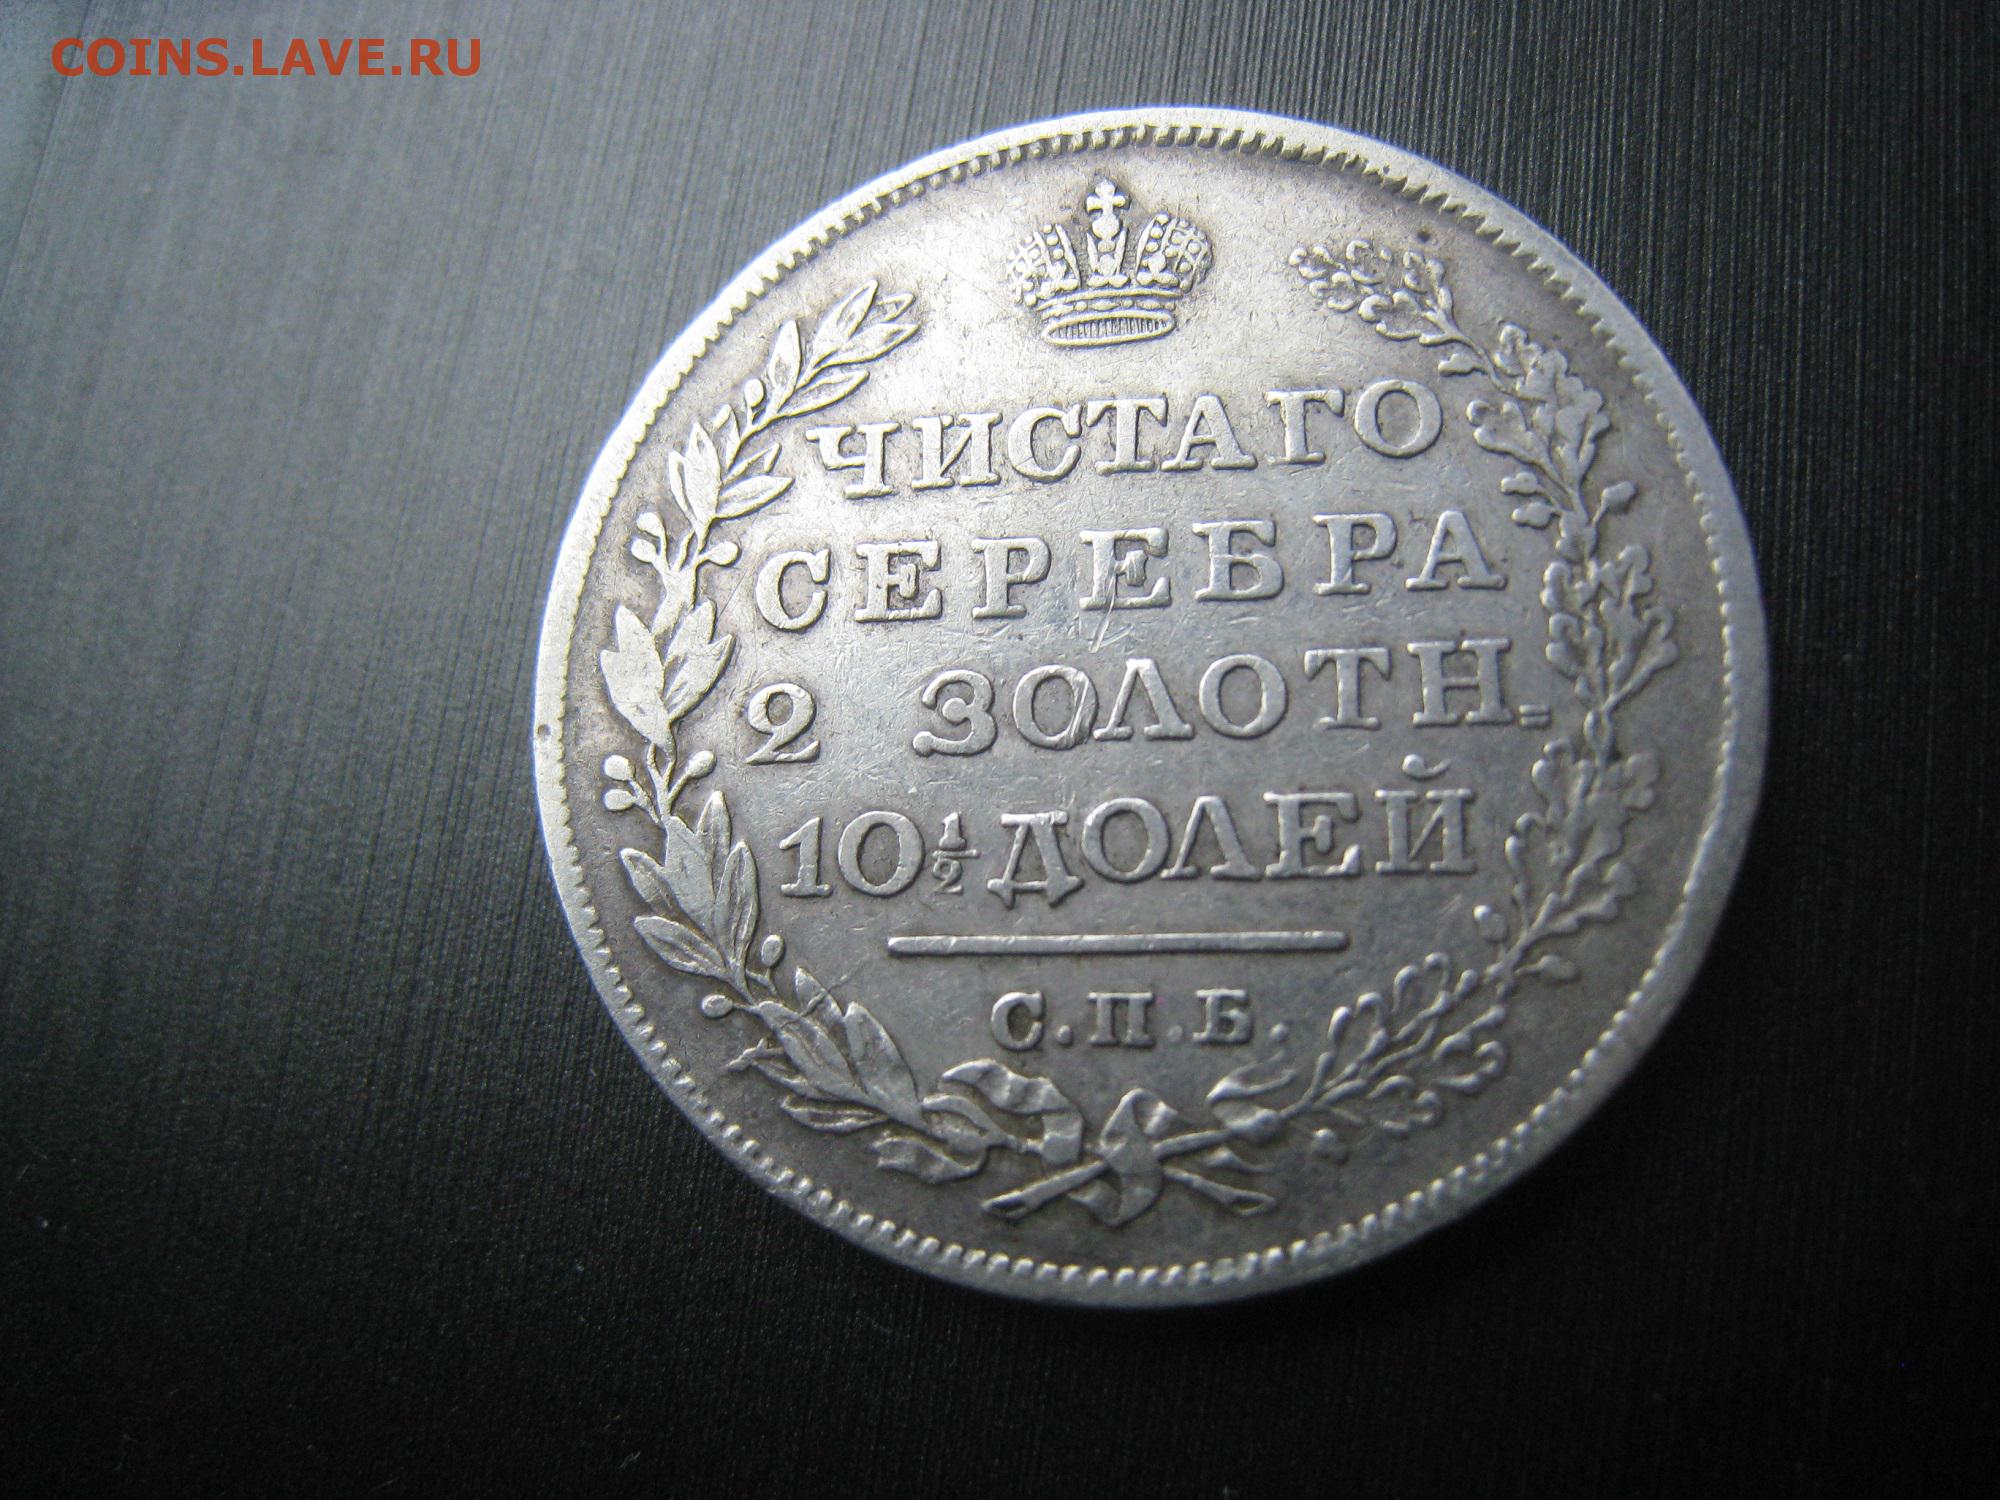 COINS.LAVE.RU
ЧИСТАГО
СЕРЕБРА
2 ЗОЛОТН.
10½ ДОЛЕЙ
С.П.Б.